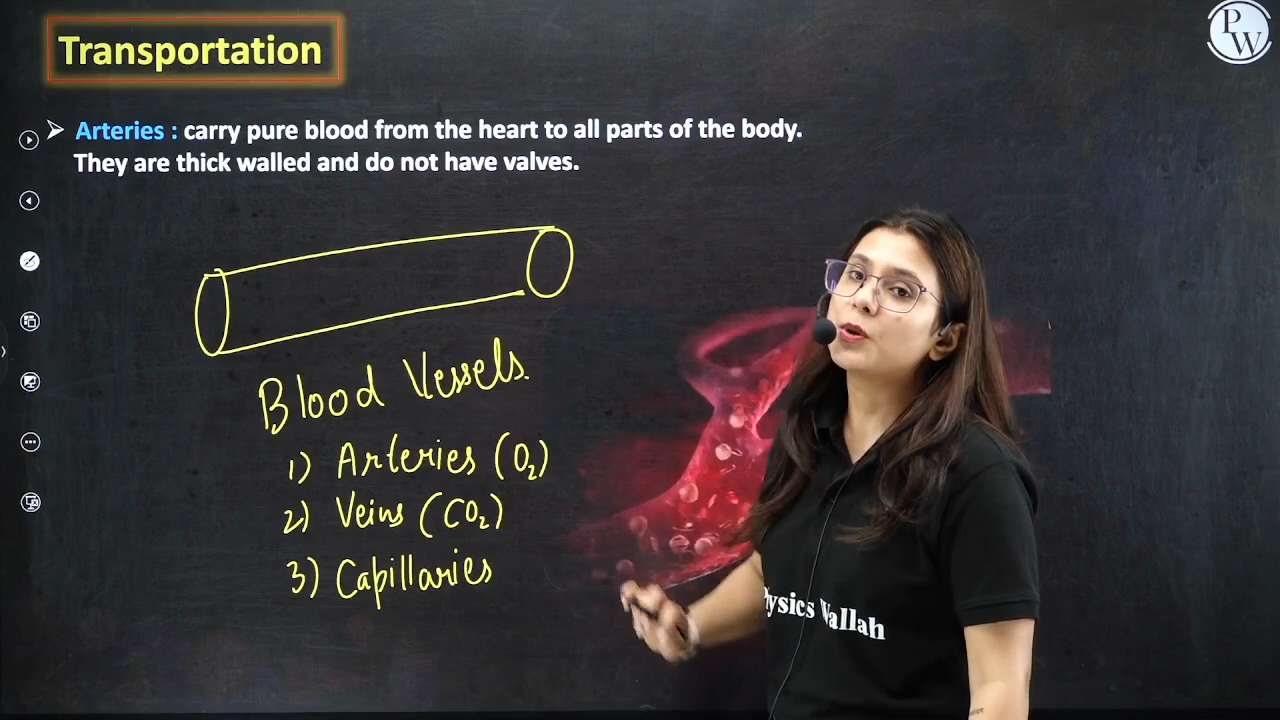 Transportation
PW
➤ Arteries : carry pure blood from the heart to all parts of the body.
They are thick walled and do not have valves.
Blood Vessels.
1) Arteries (O₂)
2) Veins (CO₂)
3) Capillaries
Physics Wallah